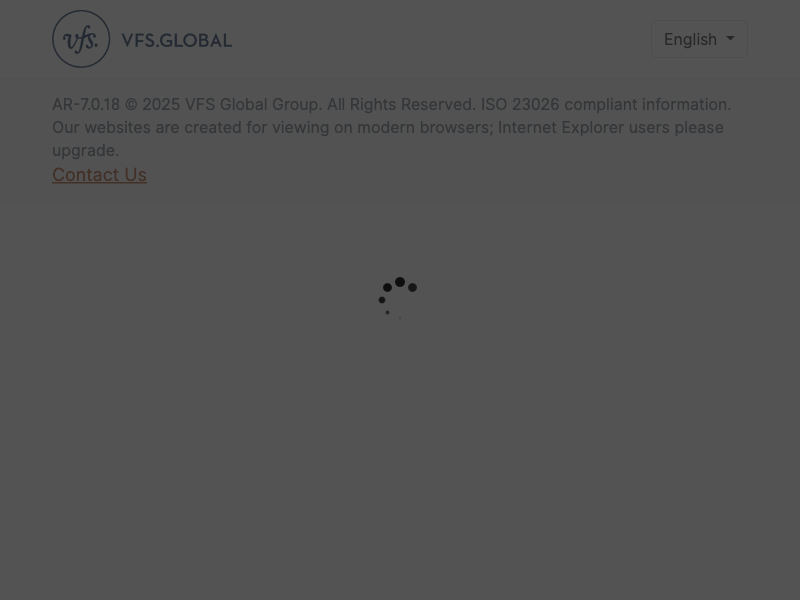 vfs.
VFS.GLOBAL
English
AR-7.0.18 © 2025 VFS Global Group. All Rights Reserved. ISO 23026 compliant information.
Our websites are created for viewing on modern browsers; Internet Explorer users please
upgrade.
Contact Us